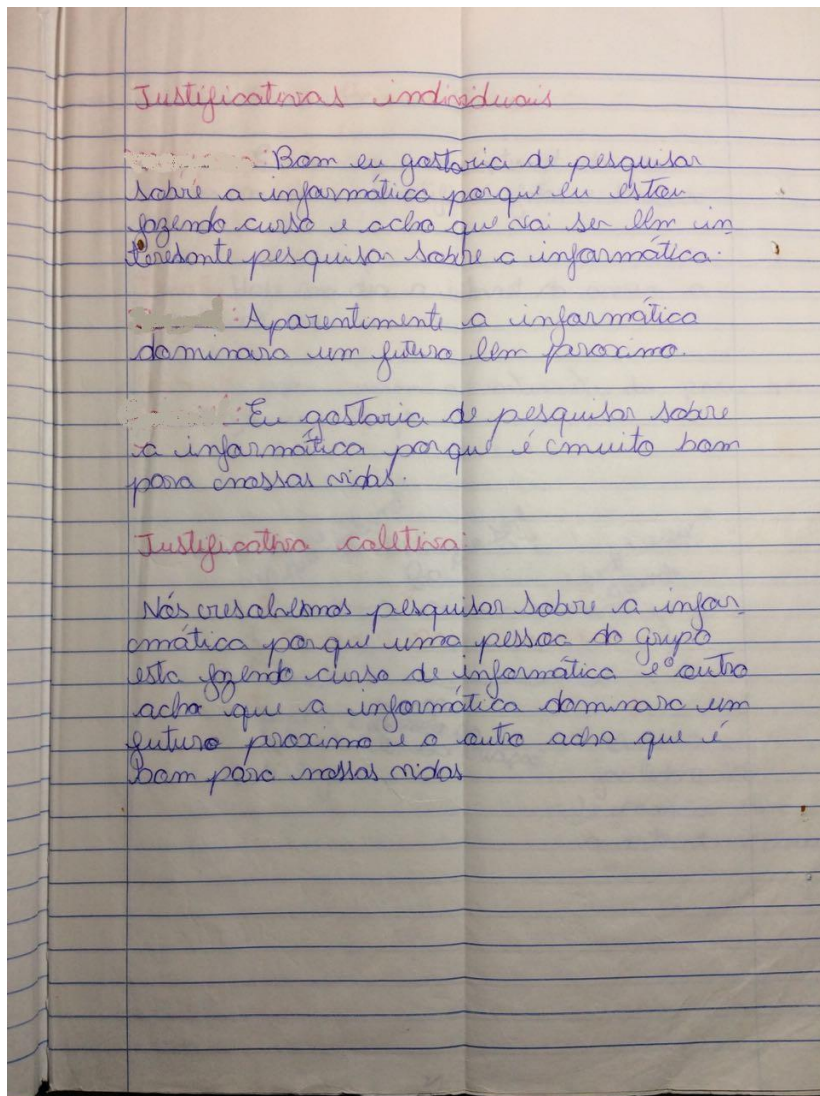 Justificativas individuais
: Bom eu gostaria de pesquisar
sobre a informática porque eu estou
fazendo curso e acho que vai ser bem in
teresante pesquisar sobre a informática.
: Aparentimente a informática
dominara um futuro bem proximo.
: Eu gostaria de pesquisar sobre
a informática porque é muito bom
para nossas vidas.
Justificativa coletiva:
Nós resolvemos pesquisar sobre a infor
mática porque uma pessoa do grupo
esta fazendo curso de informática e o outro
acha que a informática dominara um
futuro proximo e o outro acha que é
bom para nossas vidas